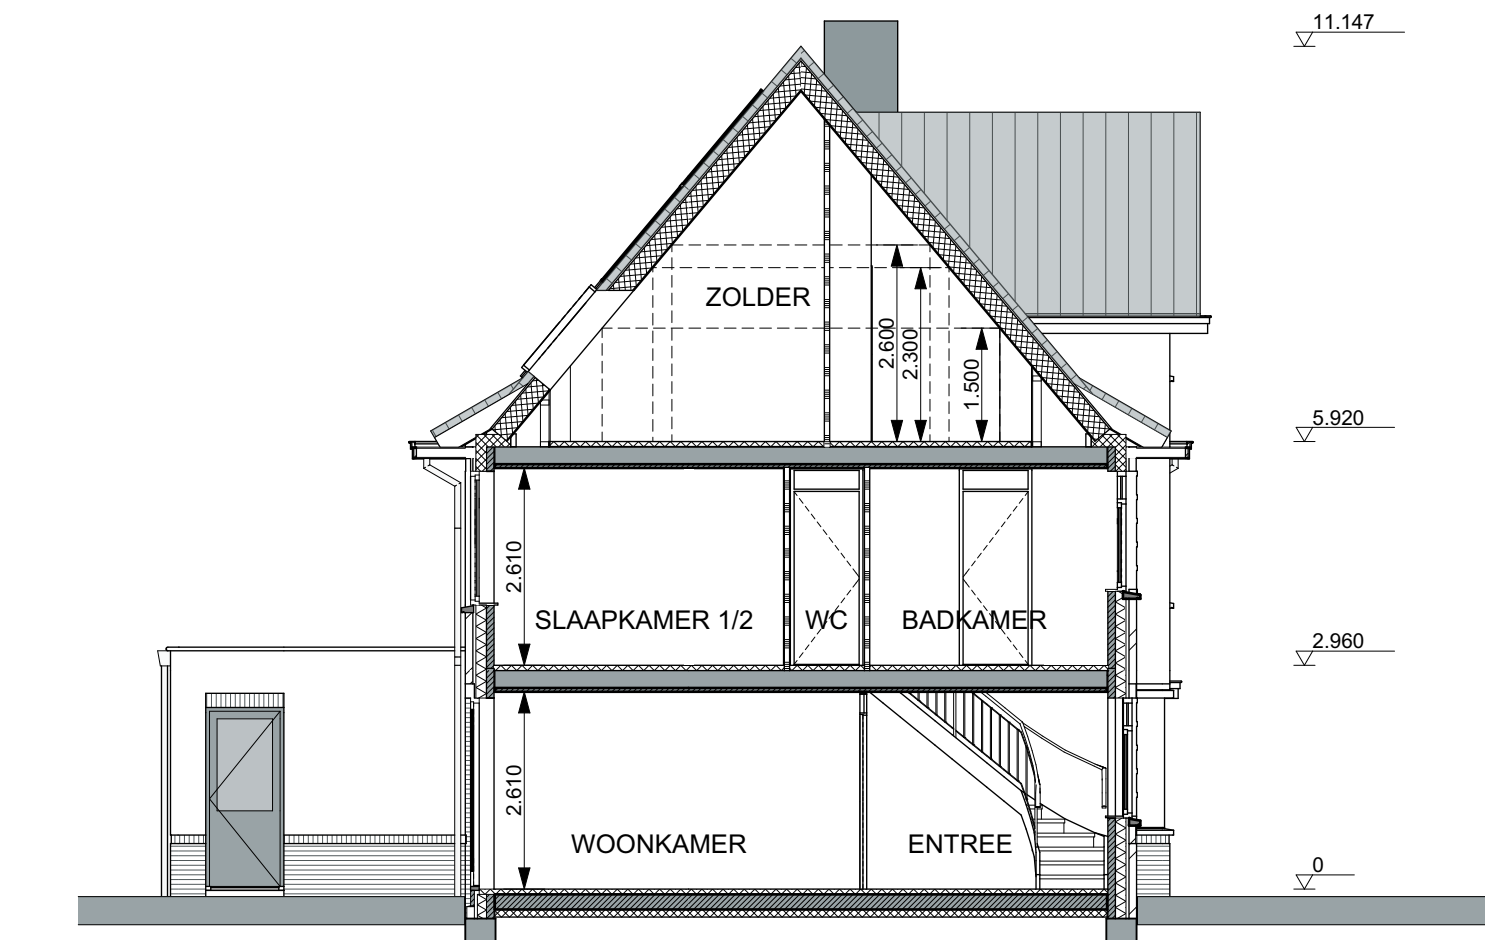 11.147
ZOLDER
2.600
2.300
1.500
5.920
2.610
SLAAPKAMER 1/2
WC
BADKAMER
2.960
2.610
WOONKAMER
ENTREE
0